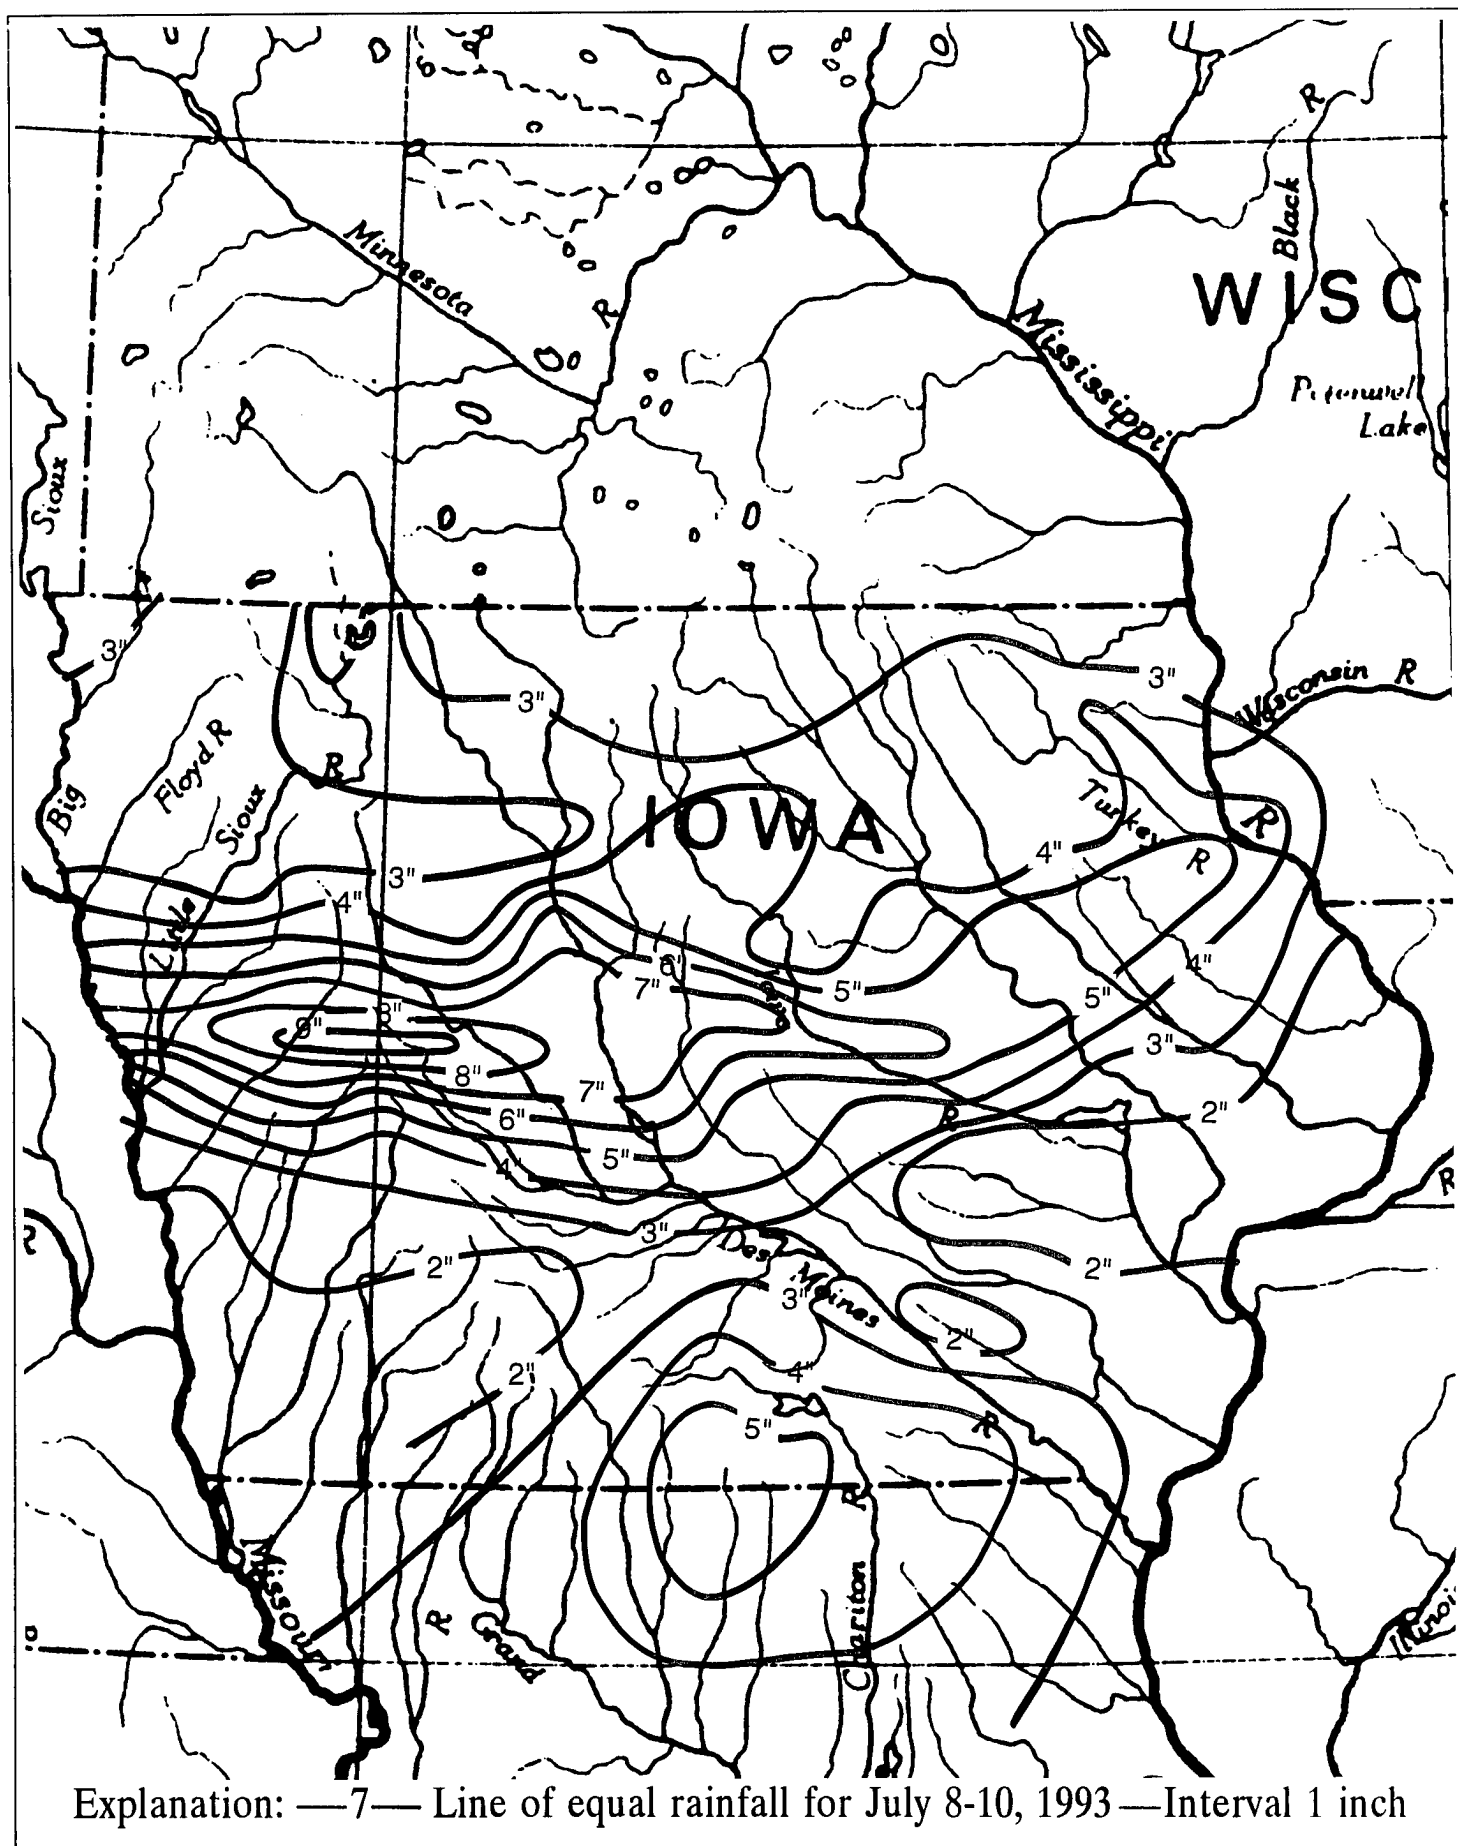 R
Black
Minnesota
R
WISC
Mississippi
Lake
Sioux
3"
3"
3"
Wisconsin R
Floyd R
R
Big
Sioux
IOWA
Turkey
R
R
4"
3"
4"
Little
6"
7"
5"
4"
5"
Iowa
8"
9"
3"
8"
7"
6"
R
2"
5"
4"
R
3"
R
Des Moines
2"
2"
3"
2"
4"
2"
5"
R
R
Missouri
R
Grand
Chariton
Explanation: —7— Line of equal rainfall for July 8-10, 1993—Interval 1 inch